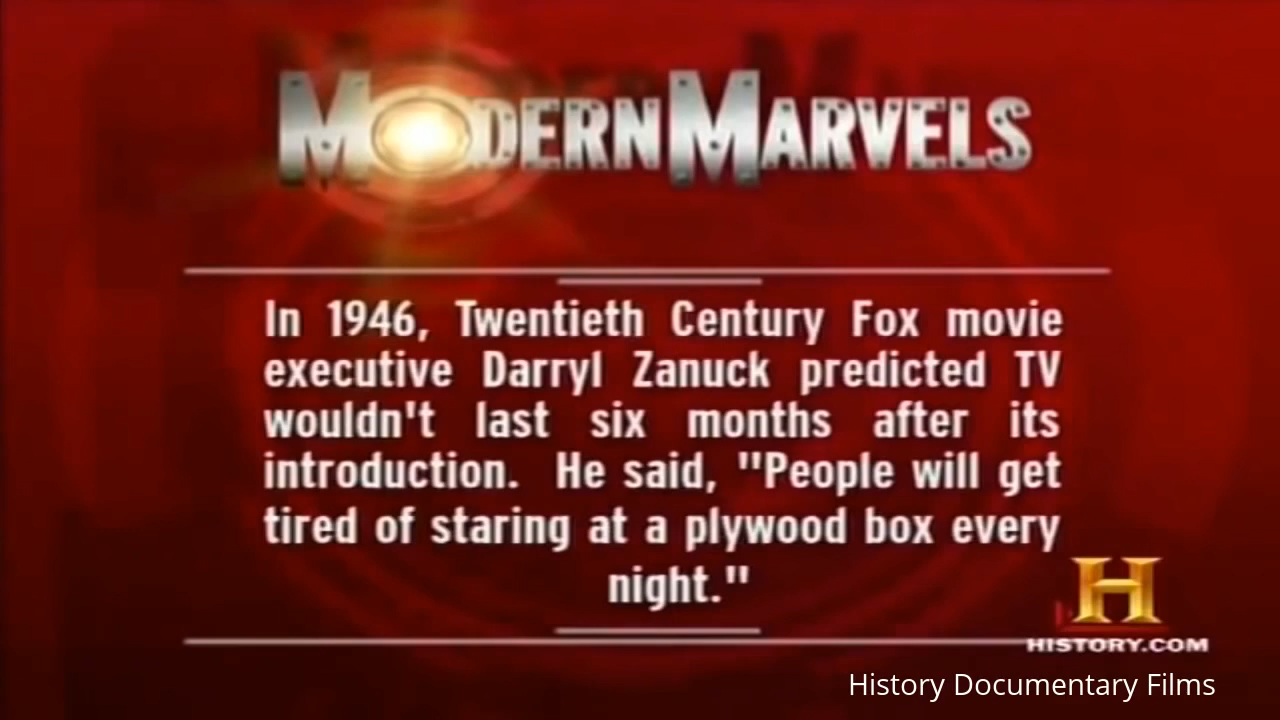 MODERN MARVELS
In 1946, Twentieth Century Fox movie
executive Darryl Zanuck predicted TV
wouldn't last six months after its
introduction. He said, "People will get
tired of staring at a plywood box every
night."
H
HISTORY.COM
History Documentary Films